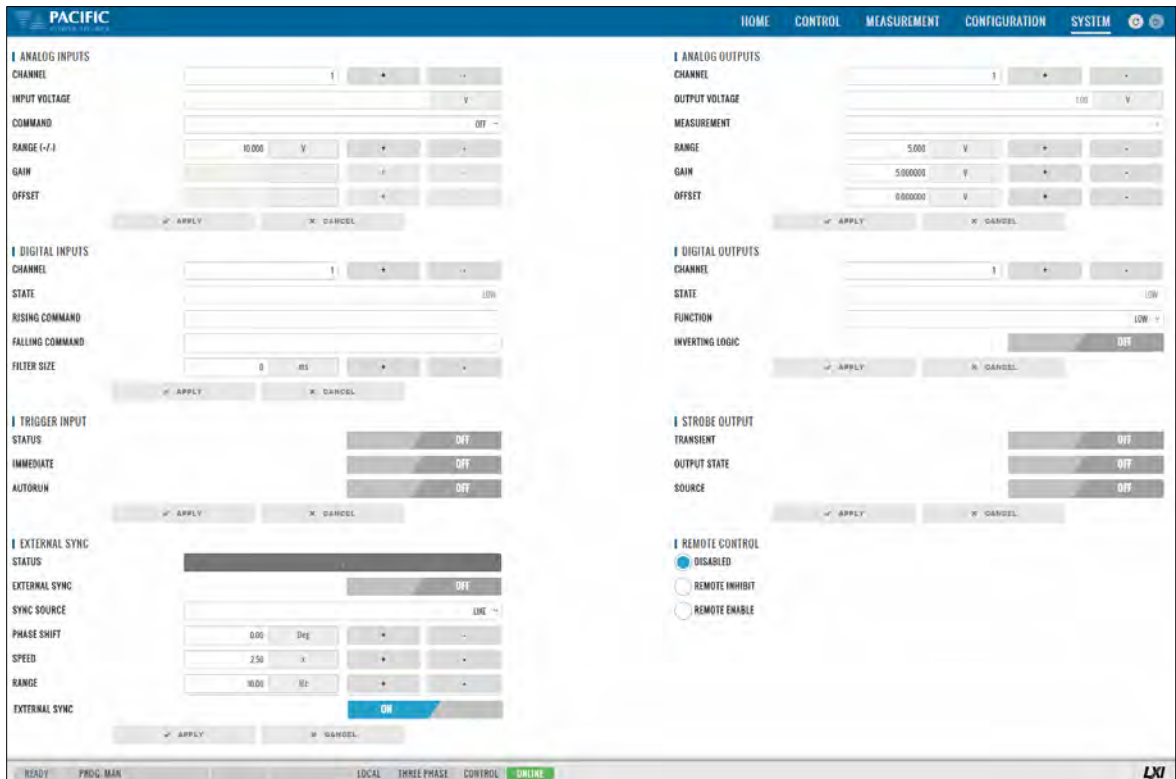 PACIFIC
HOME CONTROL MEASUREMENT CONFIGURATION SYSTEM
ANALOG INPUTS
CHANNEL 1 + -
INPUT VOLTAGE V
COMMAND OFF
RANGE (-/-) 10.000 V + -
GAIN + -
OFFSET + -
APPLY CANCEL
ANALOG OUTPUTS
CHANNEL 1 + -
OUTPUT VOLTAGE V
MEASUREMENT
RANGE 5.000 V + -
GAIN 5.000000 V + -
OFFSET 0.000000 V + -
APPLY CANCEL
DIGITAL INPUTS
CHANNEL 1 + -
STATE LOW
RISING COMMAND
FALLING COMMAND
FILTER SIZE 0 ms + -
APPLY CANCEL
DIGITAL OUTPUTS
CHANNEL 1 + -
STATE LOW
FUNCTION LOW
INVERTING LOGIC OFF
APPLY CANCEL
TRIGGER INPUT
STATUS OFF
IMMEDIATE OFF
AUTORUN OFF
APPLY CANCEL
STROBE OUTPUT
TRANSIENT OFF
OUTPUT STATE OFF
SOURCE OFF
APPLY CANCEL
EXTERNAL SYNC
STATUS
EXTERNAL SYNC OFF
SYNC SOURCE LINE
PHASE SHIFT 0.00 Deg + -
SPEED 2.50 x + -
RANGE 10.00 Hz + -
EXTERNAL SYNC ON
APPLY CANCEL
REMOTE CONTROL
DISABLED
REMOTE INHIBIT
REMOTE ENABLE
READY PROG. MAN LOCAL THREE PHASE CONTROL ONLINE LXI